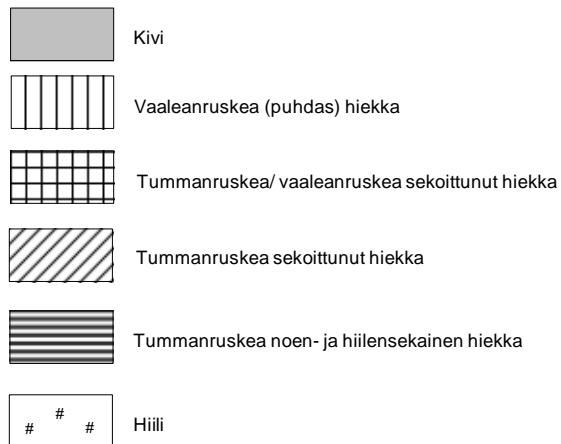 Kivi
Vaaleanruskea (puhdas) hiekka
Tummanruskea/ vaaleanruskea sekoittunut hiekka
Tummanruskea sekoittunut hiekka
Tummanruskea noen- ja hiilensekainen hiekka
# # # Hiili